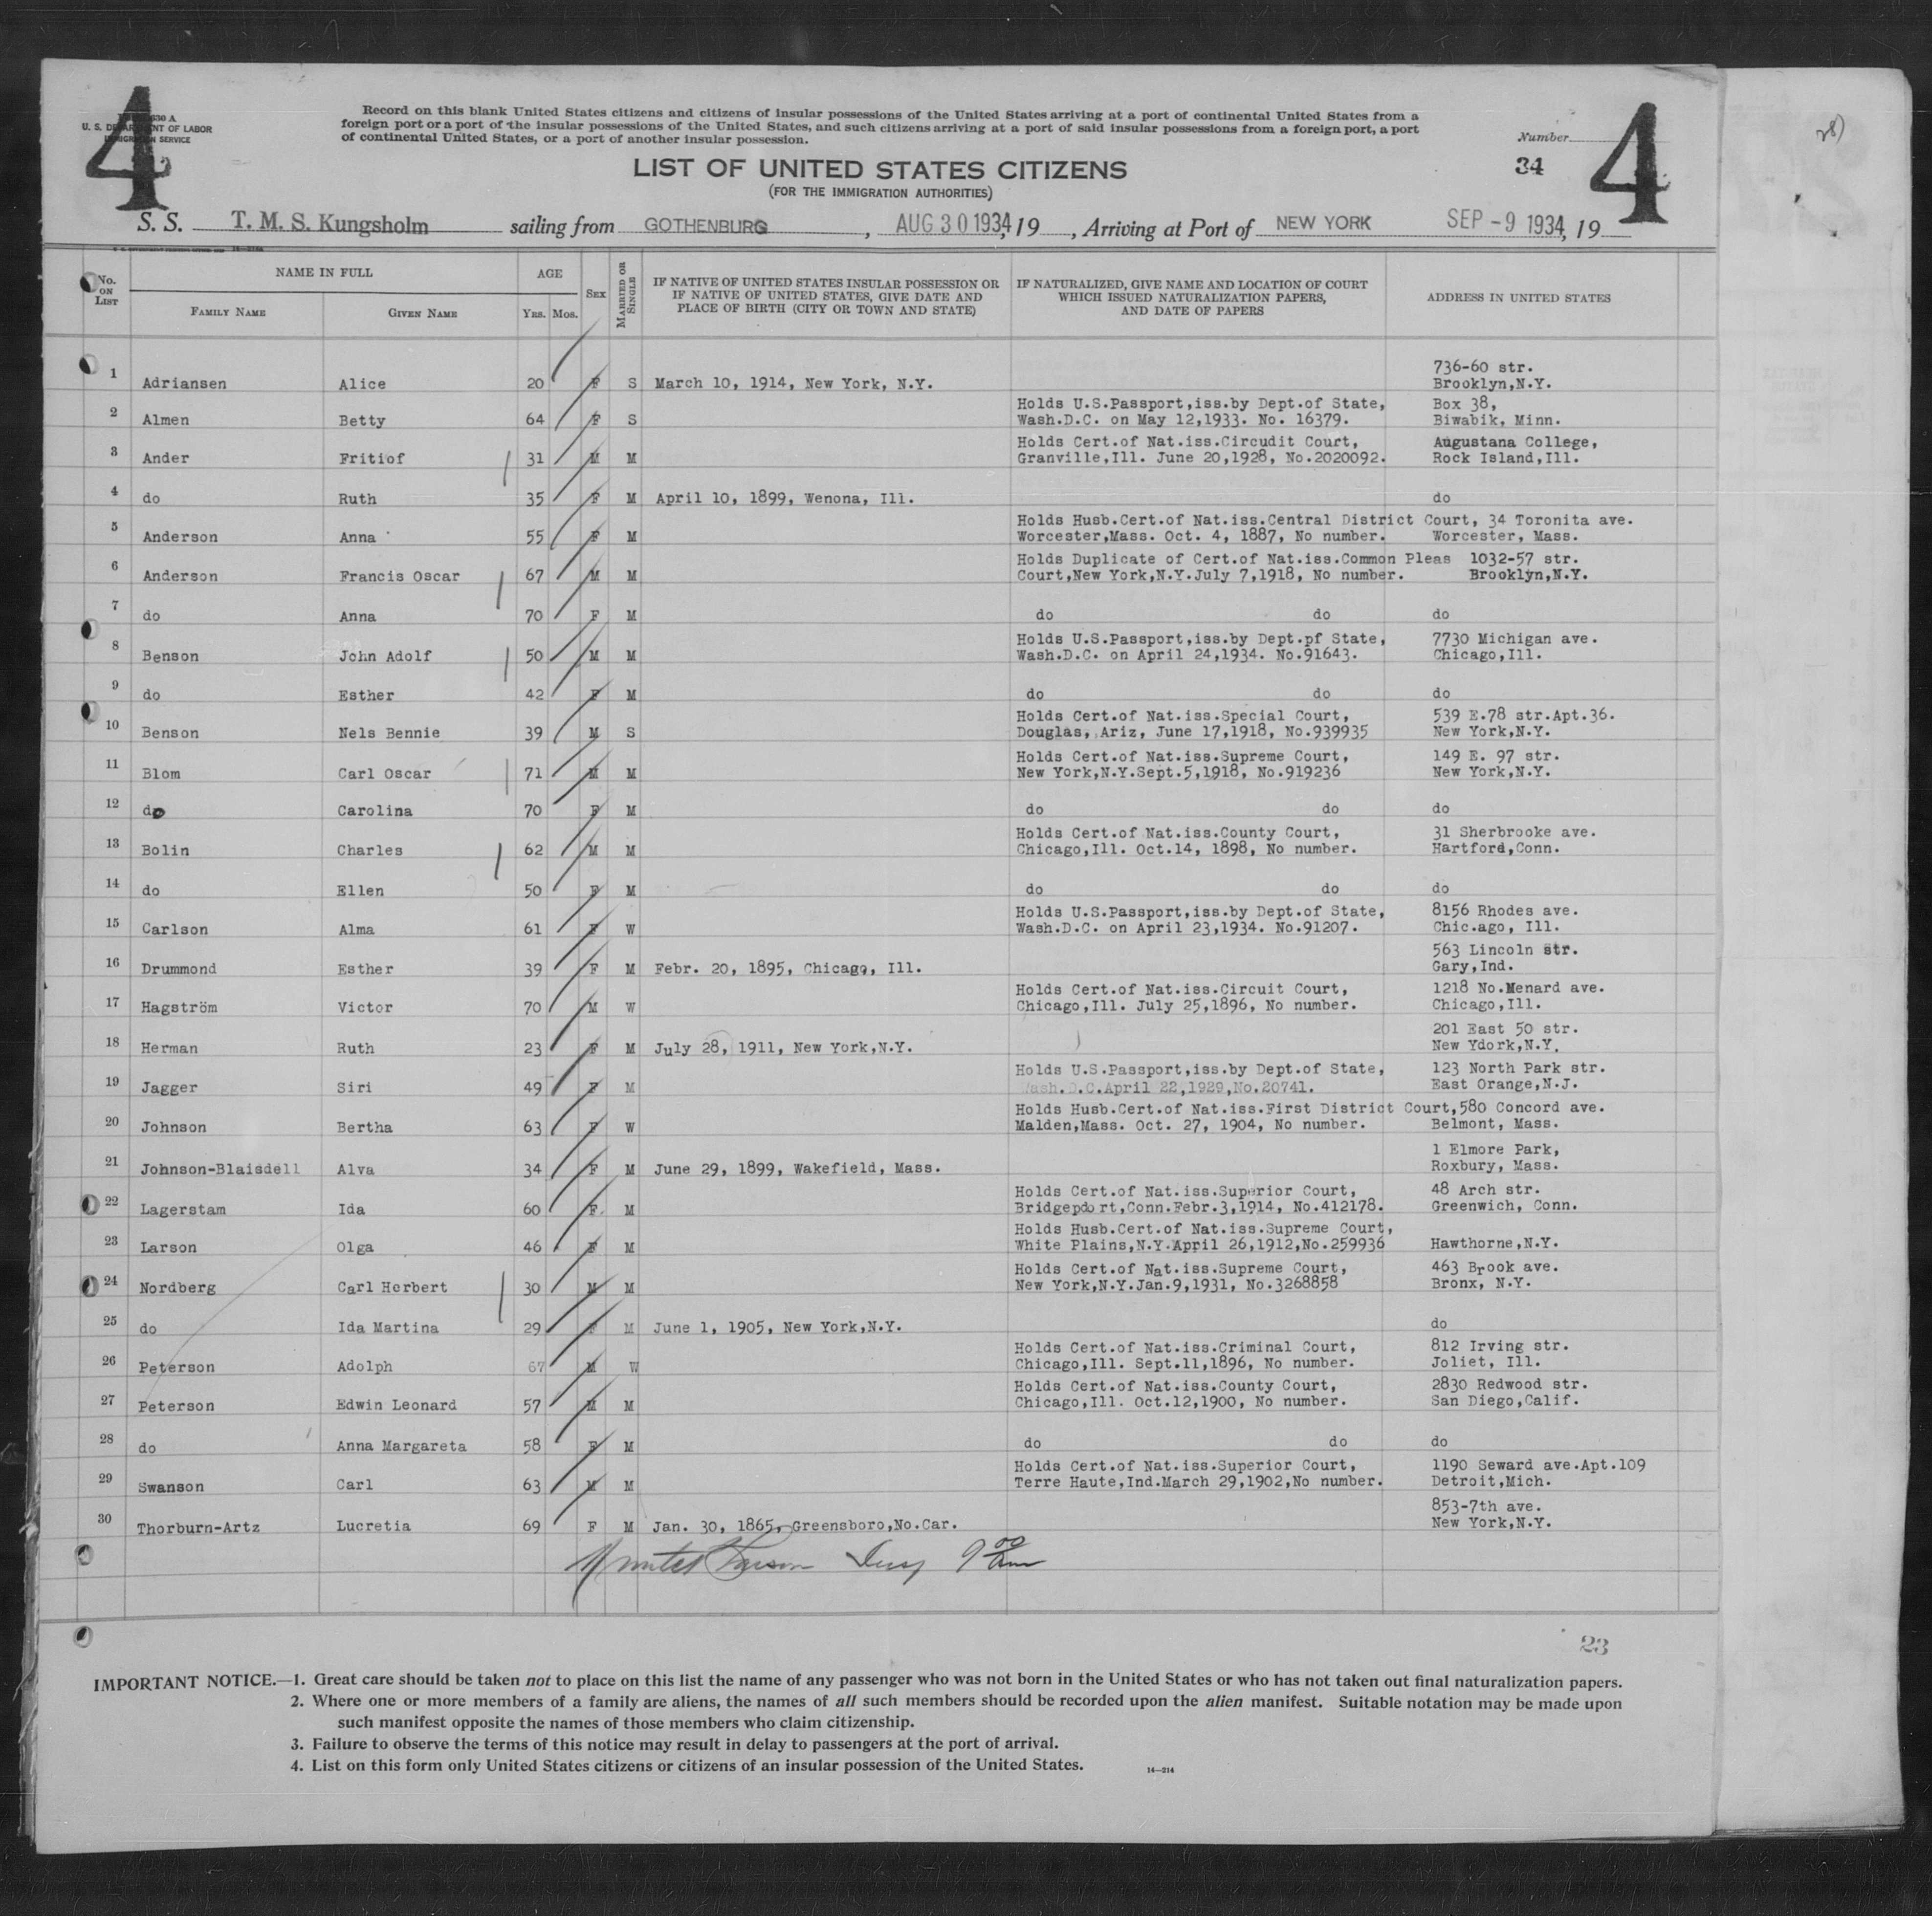 4
630 A
U. S. DEPARTMENT OF LABOR
IMMIGRATION SERVICE
Record on this blank United States citizens and citizens of insular possessions of the United States arriving at a port of continental United States from a
foreign port or a port of the insular possessions of the United States, and such citizens arriving at a port of said insular possessions from a foreign port, a port
of continental United States, or a port of another insular possession.
Number
34
4
28)
LIST OF UNITED STATES CITIZENS
(FOR THE IMMIGRATION AUTHORITIES)
S. S. T. M. S. Kungsholm sailing from GOTHENBURG, AUG 30 1934, 19 , Arriving at Port of NEW YORK SEP -9 1934, 19
No. ON LIST
NAME IN FULL
FAMILY NAME GIVEN NAME
AGE
YRS. MOS.
SEX
MARRIED OR SINGLE
IF NATIVE OF UNITED STATES INSULAR POSSESSION OR
IF NATIVE OF UNITED STATES, GIVE DATE AND
PLACE OF BIRTH (CITY OR TOWN AND STATE)
IF NATURALIZED, GIVE NAME AND LOCATION OF COURT
WHICH ISSUED NATURALIZATION PAPERS,
AND DATE OF PAPERS
ADDRESS IN UNITED STATES
736-60 str.
1 Adriansen Alice 20 F S March 10, 1914, New York, N.Y. Brooklyn,N.Y.
Holds U.S.Passport,iss.by Dept.of State, Box 38,
2 Almen Betty 64 F S Wash.D.C. on May 12,1933. No. 16379. Biwabik, Minn.
Holds Cert.of Nat.iss.Circudit Court, Augustana College,
3 Ander Fritiof 31 M M Granville,Ill. June 20,1928, No.2020092. Rock Island,Ill.
4 do Ruth 35 F M April 10, 1899, Wenona, Ill. do
Holds Husb.Cert.of Nat.iss.Central District Court, 34 Toronita ave.
5 Anderson Anna 55 F M Worcester,Mass. Oct. 4, 1887, No number. Worcester, Mass.
Holds Duplicate of Cert.of Nat.iss.Common Pleas 1032-57 str.
6 Anderson Francis Oscar 67 M M Court,New York,N.Y.July 7,1918, No number. Brooklyn,N.Y.
7 do Anna 70 F M do do do
Holds U.S.Passport,iss.by Dept.pf State, 7730 Michigan ave.
8 Benson John Adolf 50 M M Wash.D.C. on April 24,1934. No.91643. Chicago,Ill.
9 do Esther 42 F M do do do
Holds Cert.of Nat.iss.Special Court, 539 E.78 str.Apt.36.
10 Benson Nels Bennie 39 M S Douglas, Ariz, June 17,1918, No.939935 New York,N.Y.
Holds Cert.of Nat.iss.Supreme Court, 149 E. 97 str.
11 Blom Carl Oscar 71 M M New York,N.Y.Sept.5,1918, No.919236 New York,N.Y.
12 do Carolina 70 F M do do do
Holds Cert.of Nat.iss.County Court, 31 Sherbrooke ave.
13 Bolin Charles 62 M M Chicago,Ill. Oct.14, 1898, No number. Hartford,Conn.
14 do Ellen 50 F M do do do
Holds U.S.Passport,iss.by Dept.of State, 8156 Rhodes ave.
15 Carlson Alma 61 F W Wash.D.C. on April 23,1934. No.91207. Chic.ago, Ill.
563 Lincoln str.
16 Drummond Esther 39 F M Febr. 20, 1895, Chicago, Ill. Gary,Ind.
Holds Cert.of Nat.iss.Circuit Court, 1218 No.Menard ave.
17 Hagström Victor 70 M W Chicago,Ill. July 25,1896, No number. Chicago,Ill.
201 East 50 str.
18 Herman Ruth 23 F M July 28, 1911, New York,N.Y. New Ydork,N.Y.
Holds U.S.Passport,iss.by Dept.of State, 123 North Park str.
19 Jagger Siri 49 F M Wash.D.C.April 22,1929,No.20741. East Orange,N.J.
Holds Husb.Cert.of Nat.iss.First District Court,580 Concord ave.
20 Johnson Bertha 63 F W Malden,Mass. Oct. 27, 1904, No number. Belmont, Mass.
1 Elmore Park,
21 Johnson-Blaisdell Alva 34 F M June 29, 1899, Wakefield, Mass. Roxbury, Mass.
Holds Cert.of Nat.iss.Superior Court, 48 Arch str.
22 Lagerstam Ida 60 F M Bridgepdo rt,Conn.Febr.3,1914, No.412178. Greenwich, Conn.
Holds Husb.Cert.of Nat.iss.Supreme Court,
23 Larson Olga 46 F M White Plains,N.Y.April 26,1912,No.259936 Hawthorne,N.Y.
Holds Cert.of Nat.iss.Supreme Court, 463 Brook ave.
24 Nordberg Carl Herbert 30 M M New York,N.Y.Jan.9,1931, No.3268858 Bronx, N.Y.
25 do Ida Martina 29 F M June 1, 1905, New York,N.Y. do
Holds Cert.of Nat.iss.Criminal Court, 812 Irving str.
26 Peterson Adolph 67 M W Chicago,Ill. Sept.11,1896, No number. Joliet, Ill.
Holds Cert.of Nat.iss.County Court, 2830 Redwood str.
27 Peterson Edwin Leonard 57 M M Chicago,Ill. Oct.12,1900, No number. San Diego,Calif.
28 do Anna Margareta 58 F M do do do
Holds Cert.of Nat.iss.Superior Court, 1190 Seward ave.Apt.109
29 Swanson Carl 63 M M Terre Haute,Ind.March 29,1902,No number. Detroit,Mich.
853-7th ave.
30 Thorburn-Artz Lucretia 69 F M Jan. 30, 1865, Greensboro,No.Car. New York,N.Y.
23
IMPORTANT NOTICE.—1. Great care should be taken not to place on this list the name of any passenger who was not born in the United States or who has not taken out final naturalization papers.
2. Where one or more members of a family are aliens, the names of all such members should be recorded upon the alien manifest. Suitable notation may be made upon
such manifest opposite the names of those members who claim citizenship.
3. Failure to observe the terms of this notice may result in delay to passengers at the port of arrival.
4. List on this form only United States citizens or citizens of an insular possession of the United States.
14—214